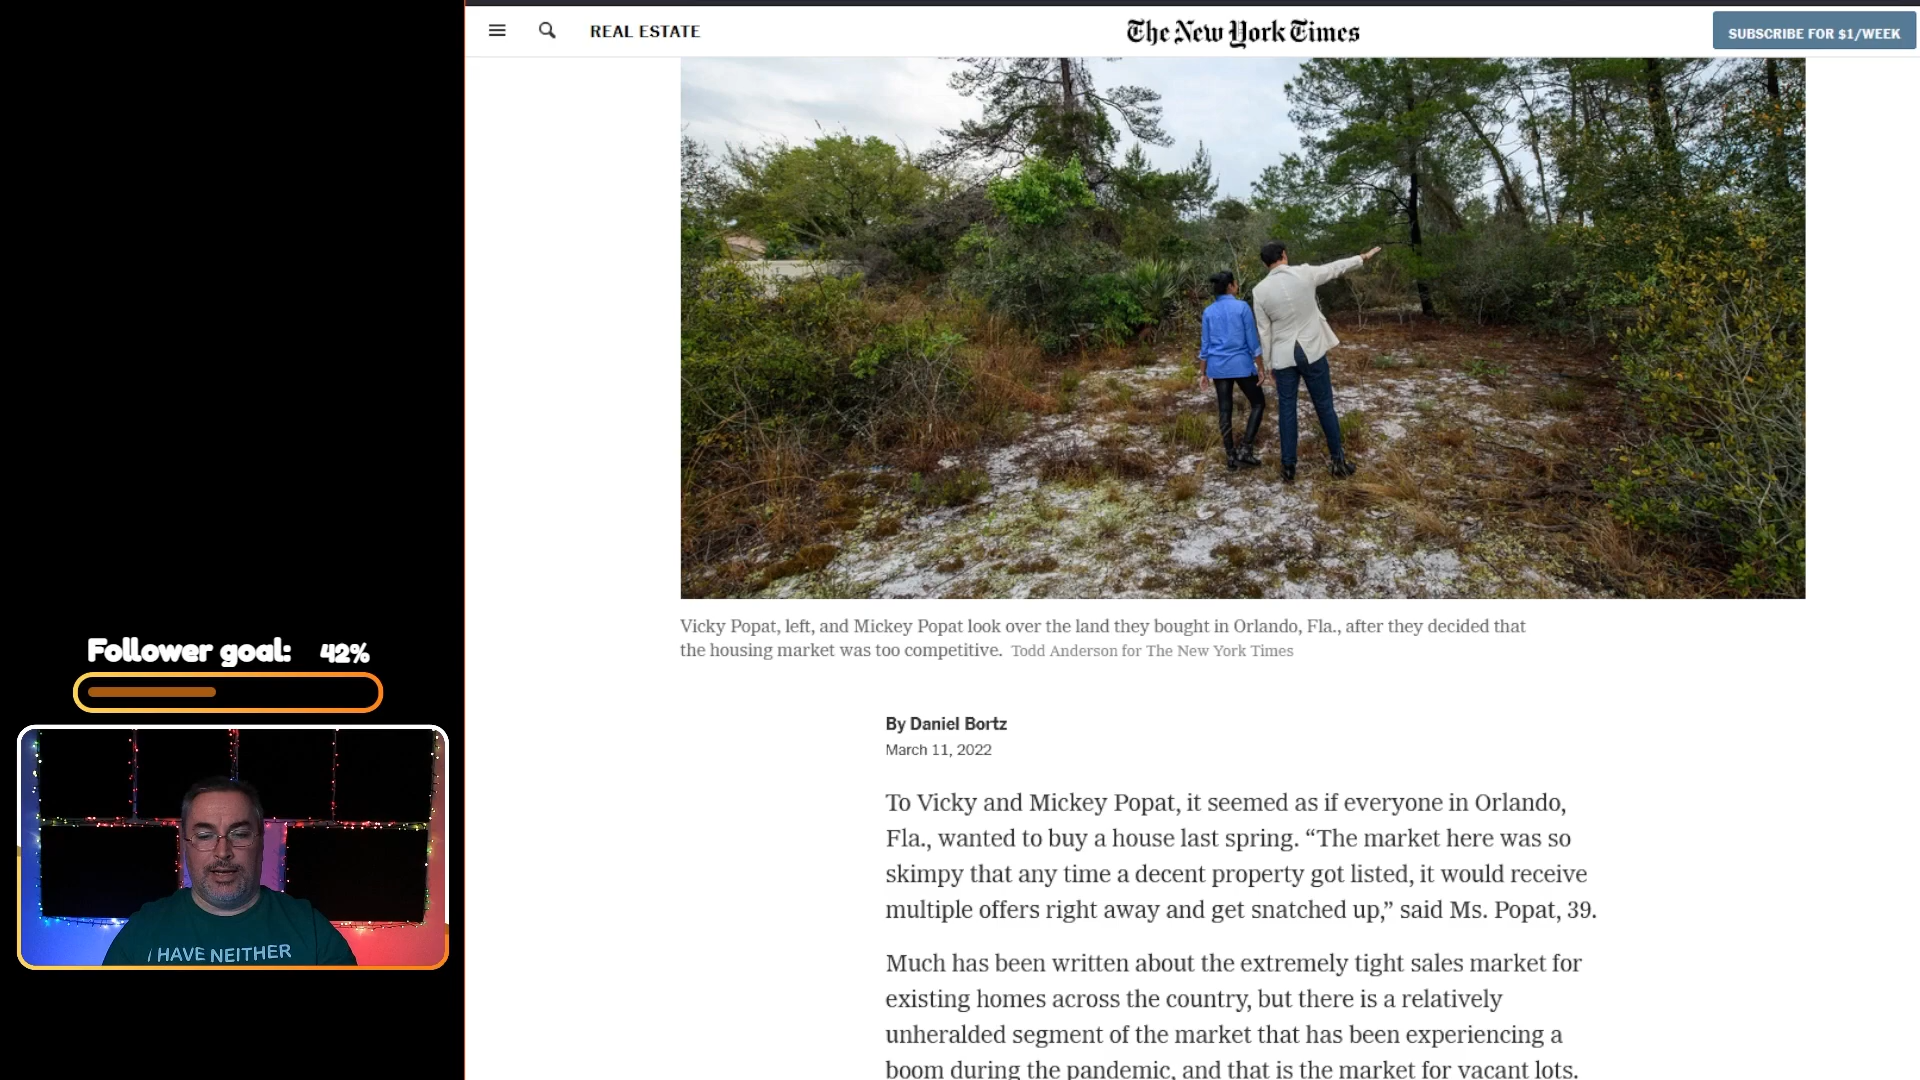 REAL ESTATE
The New York Times
SUBSCRIBE FOR $1/WEEK
Vicky Popat, left, and Mickey Popat look over the land they bought in Orlando, Fla., after they decided that
the housing market was too competitive. Todd Anderson for The New York Times
By Daniel Bortz
March 11, 2022
To Vicky and Mickey Popat, it seemed as if everyone in Orlando,
Fla., wanted to buy a house last spring. “The market here was so
skimpy that any time a decent property got listed, it would receive
multiple offers right away and get snatched up,” said Ms. Popat, 39.
Much has been written about the extremely tight sales market for
existing homes across the country, but there is a relatively
unheralded segment of the market that has been experiencing a
boom during the pandemic, and that is the market for vacant lots.
Follower goal: 42%
I HAVE NEITHER